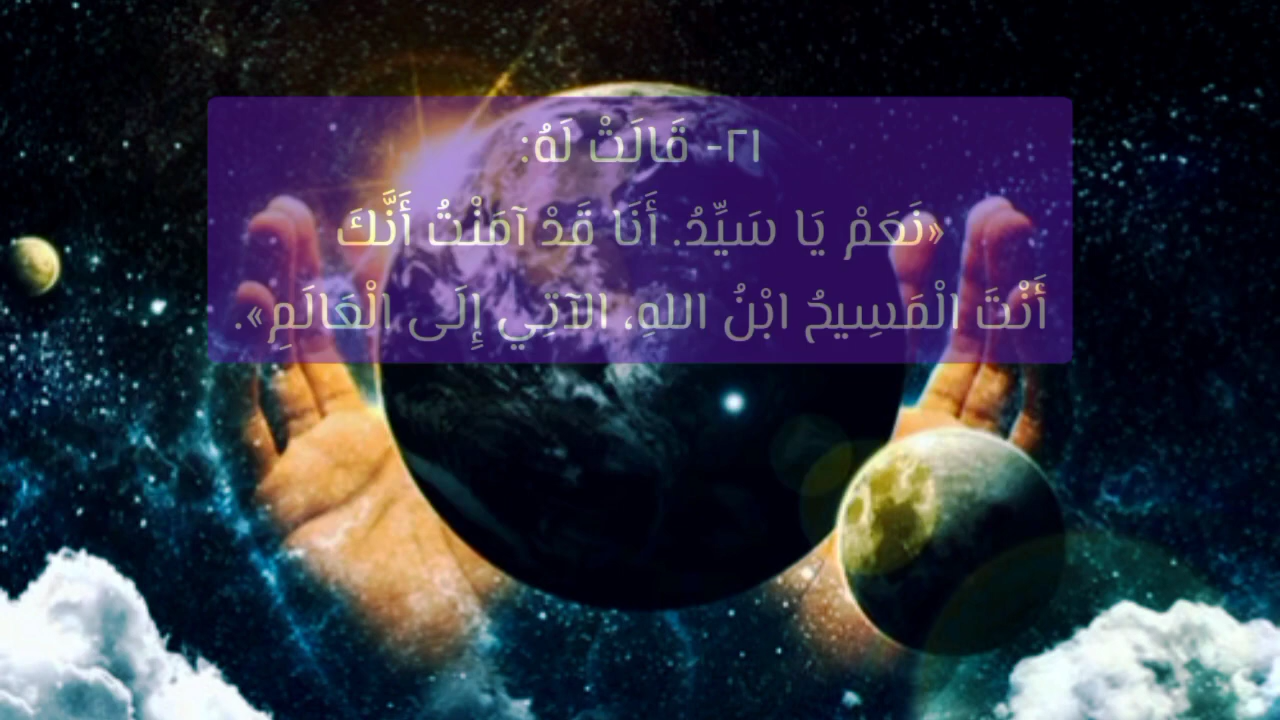 ٢١- قَالَتْ لَهُ:
«نَعَمْ يَا سَيِّدُ. أَنَا قَدْ آمَنْتُ أَنَّكَ
أَنْتَ الْمَسِيحُ ابْنُ اللهِ، الآتِي إِلَى الْعَالَمِ».